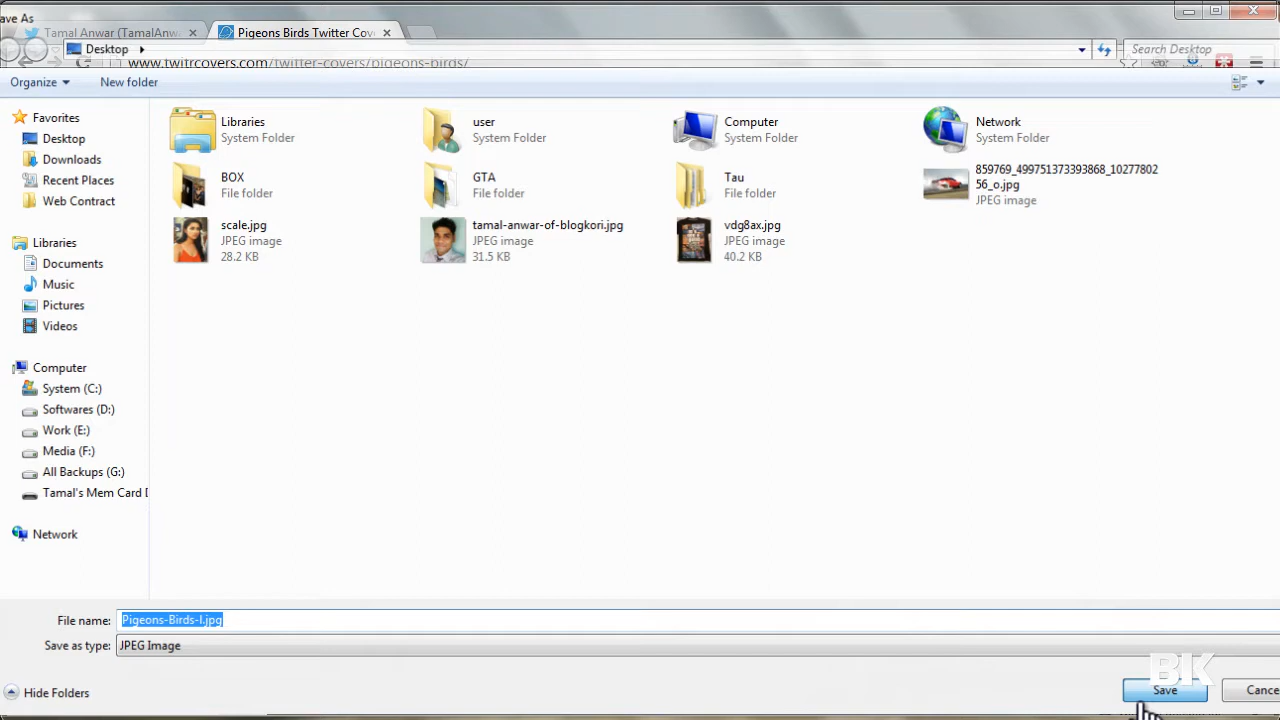 ave As
Tamal Anwar (TamalAnw
Pigeons Birds Twitter Cov
Desktop
Search Desktop
www.twitrcovers.com/twitter-covers/pigeons-birds/
Organize
New folder
Favorites
Desktop
Downloads
Recent Places
Web Contract
Libraries
Documents
Music
Pictures
Videos
Computer
System (C:)
Softwares (D:)
Work (E:)
Media (F:)
All Backups (G:)
Tamal's Mem Card D
Network
Libraries
System Folder
user
System Folder
Computer
System Folder
Network
System Folder
BOX
File folder
GTA
File folder
Tau
File folder
859769_499751373393868_10277802
56_o.jpg
JPEG image
scale.jpg
JPEG image
28.2 KB
tamal-anwar-of-blogkori.jpg
JPEG image
31.5 KB
vdg8ax.jpg
JPEG image
40.2 KB
File name: Pigeons-Birds-l.jpg
Save as type: JPEG Image
Hide Folders
BK
Save
Cance